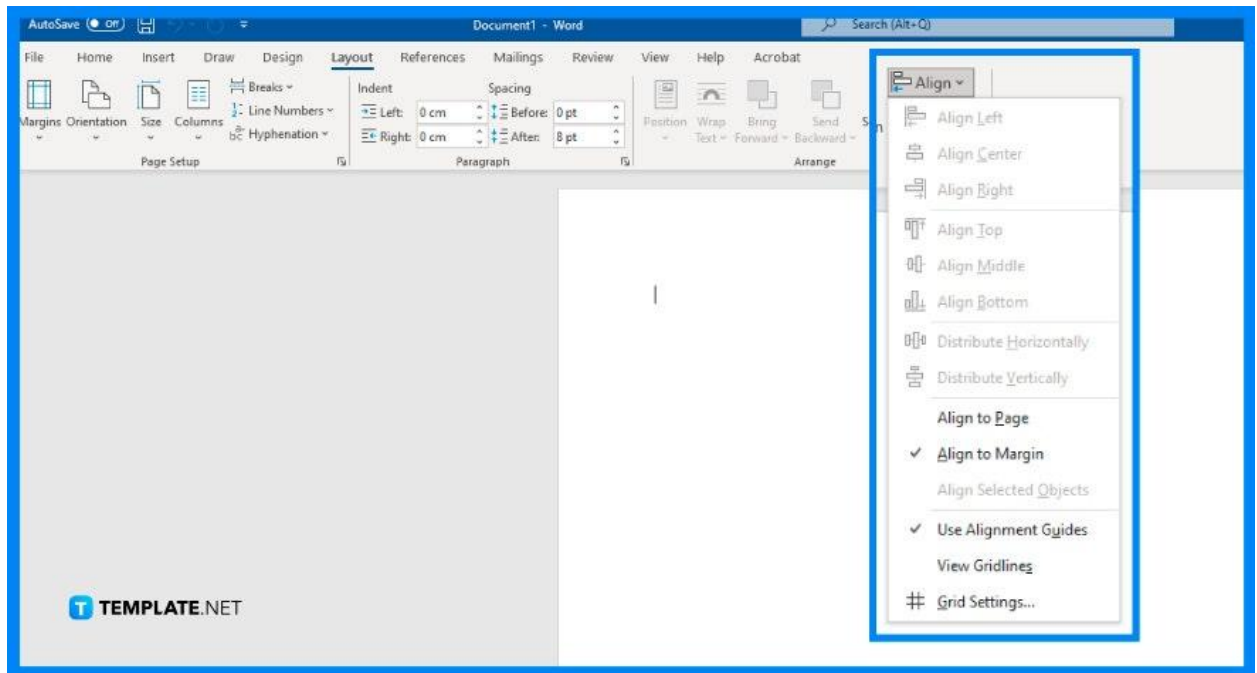 AutoSave Off Document1 - Word Search (Alt+Q)
File Home Insert Draw Design Layout References Mailings Review View Help Acrobat
Margins
Orientation
Size
Columns
Breaks
Line Numbers
Hyphenation
Page Setup
Indent
Left: 0 cm
Right: 0 cm
Spacing
Before: 0 pt
After: 8 pt
Paragraph
Position
Wrap
Text
Bring
Forward
Send
Backward
Arrange
Align
Align Left
Align Center
Align Right
Align Top
Align Middle
Align Bottom
Distribute Horizontally
Distribute Vertically
Align to Page
Align to Margin
Align Selected Objects
Use Alignment Guides
View Gridlines
Grid Settings...
T TEMPLATE.NET